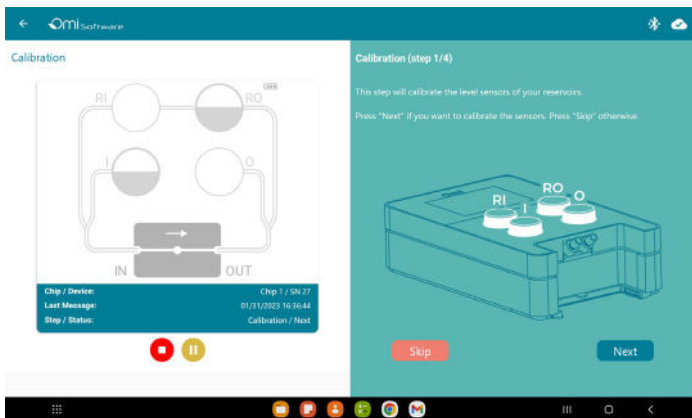 Omi Software
Calibration
RI
RO
I
O
IN
OUT
Chip / Device: Chip 1 / SN 27
Last Message: 01/31/2023 16:36:44
Step / Status: Calibration / Next
Calibration (step 1/4)
This step will calibrate the level sensors of your reservoirs.
Press "Next" if you want to calibrate the sensors. Press "Skip" otherwise.
RI
I
RO
O
Skip
Next